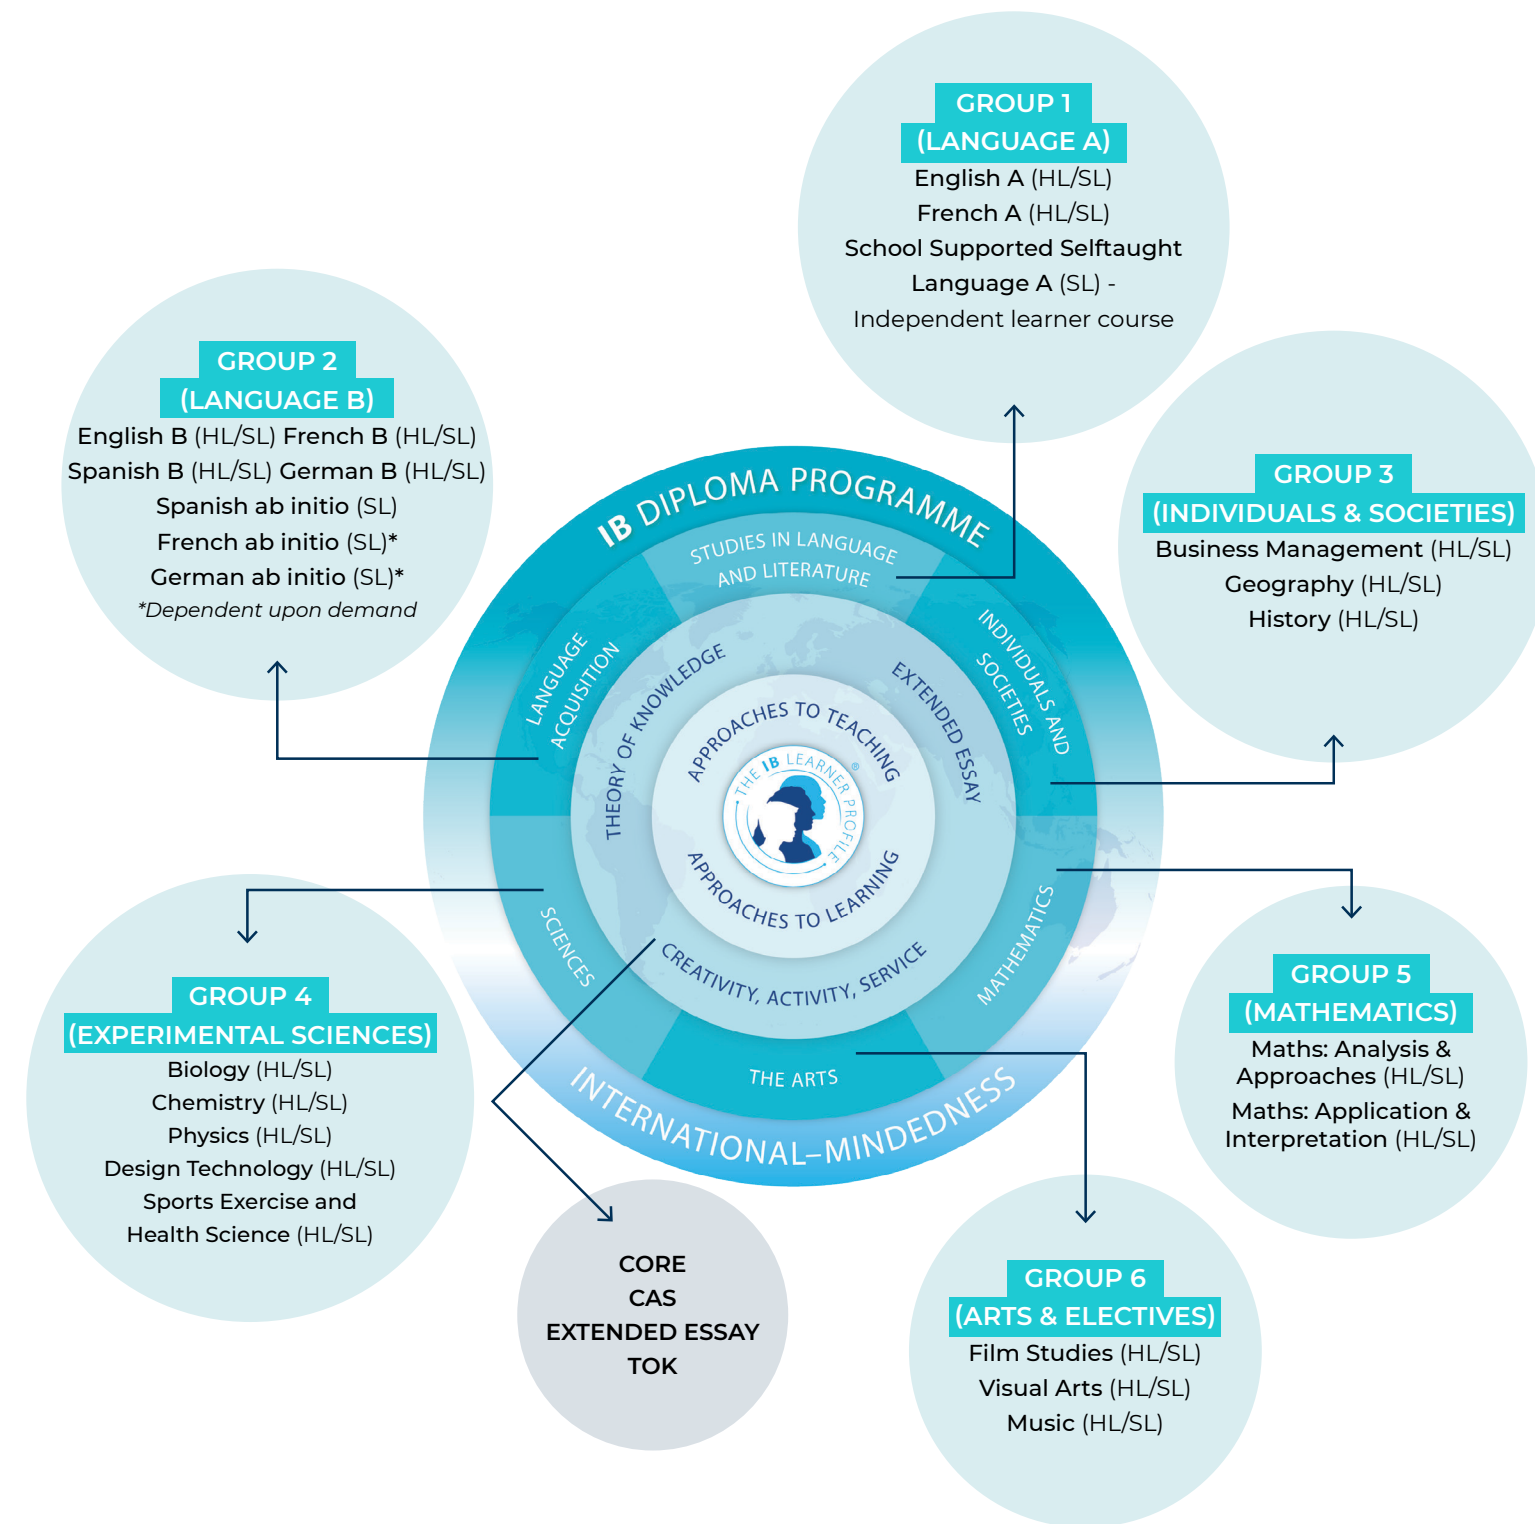 GROUP 1
(LANGUAGE A)
English A (HL/SL)
French A (HL/SL)
School Supported Selftaught
Language A (SL) -
Independent learner course
GROUP 2
(LANGUAGE B)
English B (HL/SL) French B (HL/SL)
Spanish B (HL/SL) German B (HL/SL)
Spanish ab initio (SL)
French ab initio (SL)*
German ab initio (SL)*
*Dependent upon demand
GROUP 3
(INDIVIDUALS & SOCIETIES)
Business Management (HL/SL)
Geography (HL/SL)
History (HL/SL)
IB DIPLOMA PROGRAMME
STUDIES IN LANGUAGE
AND LITERATURE
LANGUAGE
ACQUISITION
INDIVIDUALS AND
SOCIETIES
THEORY OF KNOWLEDGE
EXTENDED ESSAY
APPROACHES TO TEACHING
THE IB LEARNER PROFILE ®
APPROACHES TO LEARNING
CREATIVITY, ACTIVITY, SERVICE
SCIENCES
MATHEMATICS
THE ARTS
INTERNATIONAL–MINDEDNESS
GROUP 4
(EXPERIMENTAL SCIENCES)
Biology (HL/SL)
Chemistry (HL/SL)
Physics (HL/SL)
Design Technology (HL/SL)
Sports Exercise and
Health Science (HL/SL)
GROUP 5
(MATHEMATICS)
Maths: Analysis &
Approaches (HL/SL)
Maths: Application &
Interpretation (HL/SL)
CORE
CAS
EXTENDED ESSAY
TOK
GROUP 6
(ARTS & ELECTIVES)
Film Studies (HL/SL)
Visual Arts (HL/SL)
Music (HL/SL)